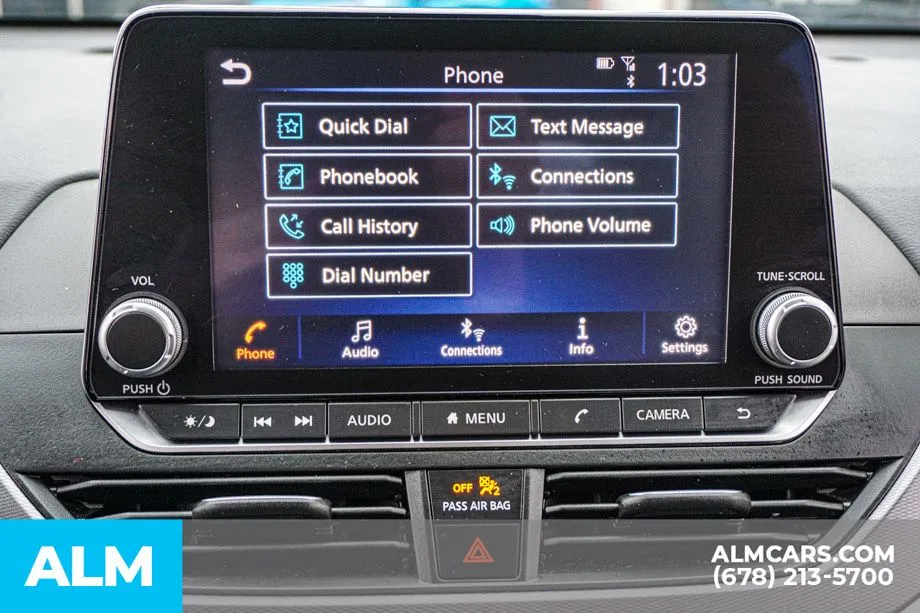 Phone
1:03
Quick Dial
Text Message
Phonebook
Connections
Call History
Phone Volume
Dial Number
VOL
TUNE·SCROLL
Phone
Audio
Connections
Info
Settings
PUSH
PUSH SOUND
AUDIO
MENU
CAMERA
OFF 2
PASS AIR BAG
ALM
ALMCARS.COM
(678) 213-5700